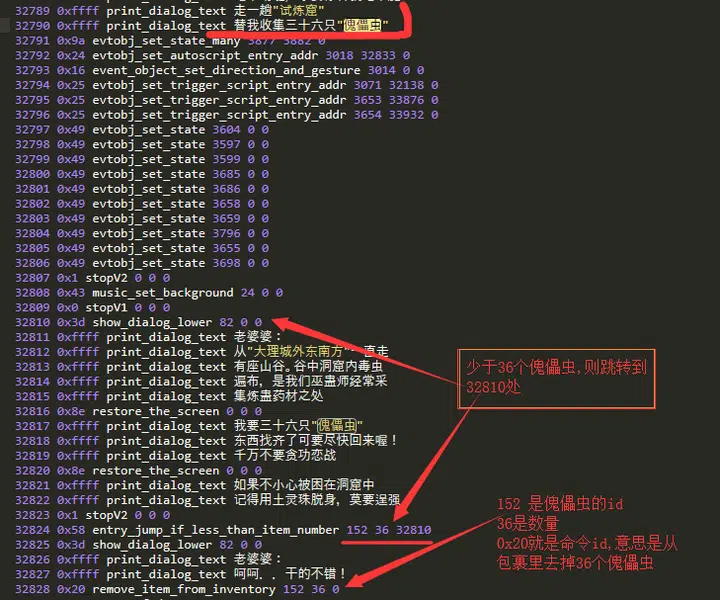 32789 0xffff print_dialog_text 走一趟"试炼窟"
32790 0xffff print_dialog_text 替我收集三十六只"傀儡虫"
32791 0x9a evtobj_set_state_many 3877 3882 0
32792 0x24 evtobj_set_autoscript_entry_addr 3018 32833 0
32793 0x16 event_object_set_direction_and_gesture 3014 0 0
32794 0x25 evtobj_set_trigger_script_entry_addr 3071 32138 0
32795 0x25 evtobj_set_trigger_script_entry_addr 3653 33876 0
32796 0x25 evtobj_set_trigger_script_entry_addr 3654 33932 0
32797 0x49 evtobj_set_state 3604 0 0
32798 0x49 evtobj_set_state 3597 0 0
32799 0x49 evtobj_set_state 3599 0 0
32800 0x49 evtobj_set_state 3685 0 0
32801 0x49 evtobj_set_state 3686 0 0
32802 0x49 evtobj_set_state 3658 0 0
32803 0x49 evtobj_set_state 3659 0 0
32804 0x49 evtobj_set_state 3796 0 0
32805 0x49 evtobj_set_state 3655 0 0
32806 0x49 evtobj_set_state 3698 0 0
32807 0x1 stopV2 0 0 0
32808 0x43 music_set_background 24 0 0
32809 0x0 stopV1 0 0 0
32810 0x3d show_dialog_lower 82 0 0
32811 0xffff print_dialog_text 老婆婆：
32812 0xffff print_dialog_text 从"大理城外东南方"一直走
32813 0xffff print_dialog_text 有座山谷。谷中洞窟内毒虫
32814 0xffff print_dialog_text 遍布，是我们巫蛊师经常采
32815 0xffff print_dialog_text 集炼蛊药材之处
32816 0x8e restore_the_screen 0 0 0
32817 0xffff print_dialog_text 我要三十六只"傀儡虫"
32818 0xffff print_dialog_text 东西找齐了可要尽快回来喔！
32819 0xffff print_dialog_text 千万不要贪功恋战
32820 0x8e restore_the_screen 0 0 0
32821 0xffff print_dialog_text 如果不小心被困在洞窟中
32822 0xffff print_dialog_text 记得用土灵珠脱身，莫要逞强
32823 0x1 stopV2 0 0 0
32824 0x58 entry_jump_if_less_than_item_number 152 36 32810
32825 0x3d show_dialog_lower 82 0 0
32826 0xffff print_dialog_text 老婆婆：
32827 0xffff print_dialog_text 呵呵．．干的不错！
32828 0x20 remove_item_from_inventory 152 36 0
少于36个傀儡虫,则跳转到
32810处
152 是傀儡虫的id
36是数量
0x20就是命令id,意思是从
包裹里去掉36个傀儡虫